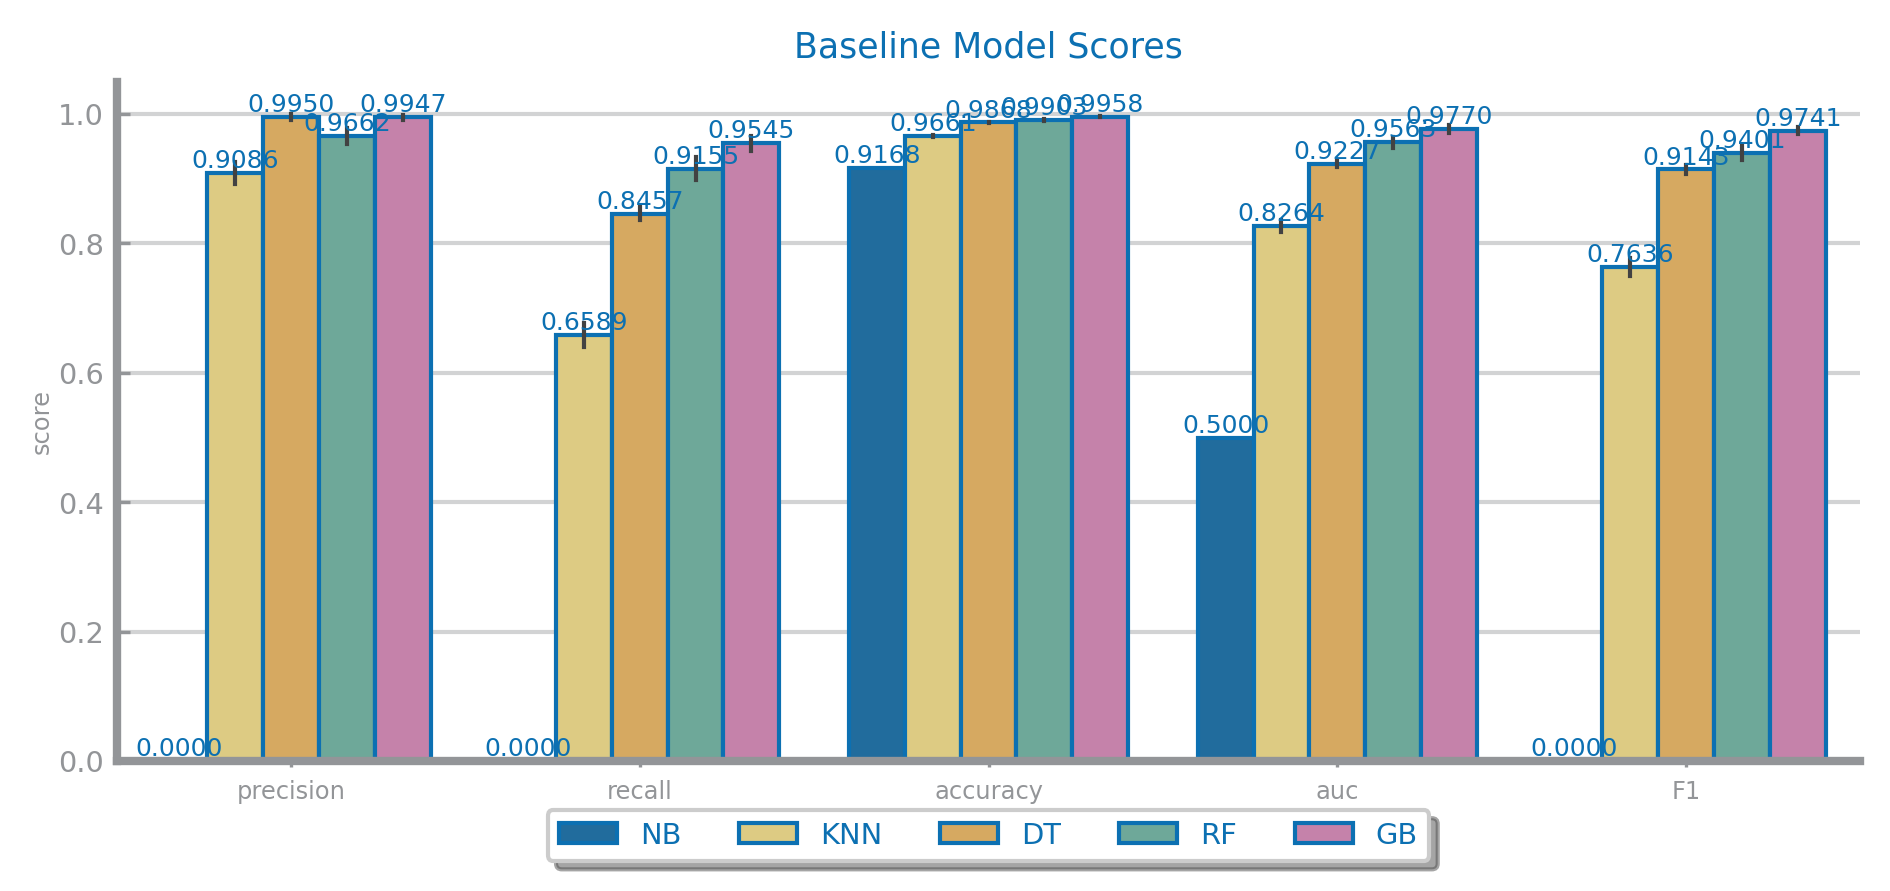 Baseline Model Scores
score
1.0
0.8
0.6
0.4
0.2
0.0
0.0000 0.9086 0.9950 0.9662 0.9947
0.0000 0.6589 0.8457 0.9155 0.9545
0.9168 0.9661 0.9868 0.9903 0.9958
0.5000 0.8264 0.9227 0.9563 0.9770
0.0000 0.7636 0.9143 0.9401 0.9741
precision recall accuracy auc F1
NB KNN DT RF GB